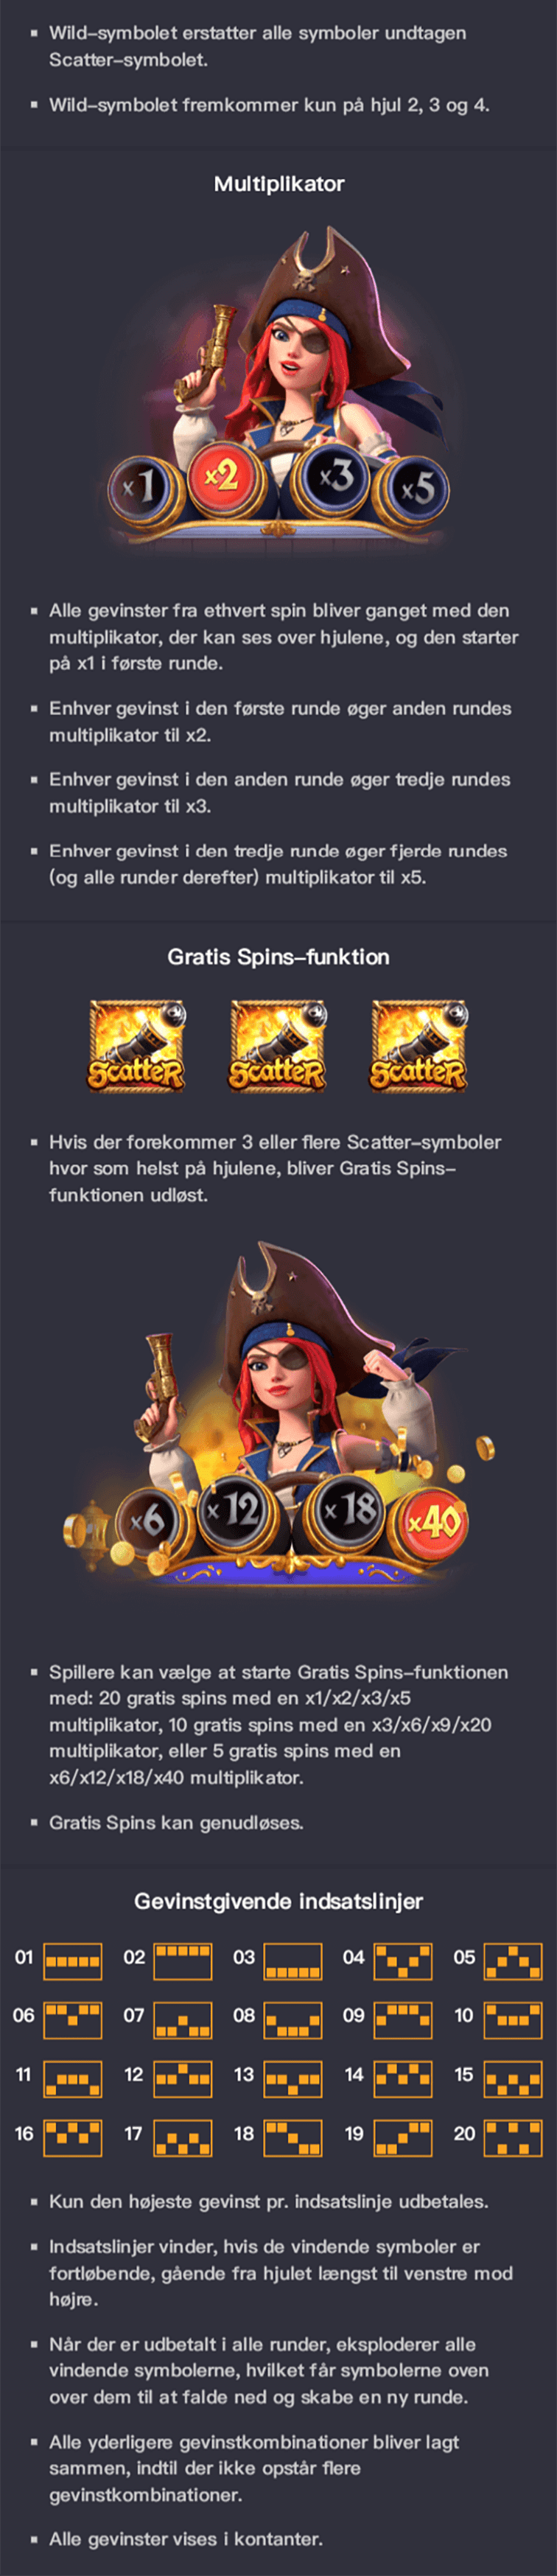 Wild-symbolet erstatter alle symboler undtagen
Scatter-symbolet.
Wild-symbolet fremkommer kun på hjul 2, 3 og 4.
Multiplikator
x1 x2 x3 x5
Alle gevinster fra ethvert spin bliver ganget med den
multiplikator, der kan ses over hjulene, og den starter
på x1 i første runde.
Enhver gevinst i den første runde øger anden rundes
multiplikator til x2.
Enhver gevinst i den anden runde øger tredje rundes
multiplikator til x3.
Enhver gevinst i den tredje runde øger fjerde rundes
(og alle runder derefter) multiplikator til x5.
Gratis Spins-funktion
Scatter Scatter Scatter
Hvis der forekommer 3 eller flere Scatter-symboler
hvor som helst på hjulene, bliver Gratis Spins-
funktionen udløst.
x6 x12 x18 x40
Spillere kan vælge at starte Gratis Spins-funktionen
med: 20 gratis spins med en x1/x2/x3/x5
multiplikator, 10 gratis spins med en x3/x6/x9/x20
multiplikator, eller 5 gratis spins med en
x6/x12/x18/x40 multiplikator.
Gratis Spins kan genudløses.
Gevinstgivende indsatslinjer
01 02 03 04 05
06 07 08 09 10
11 12 13 14 15
16 17 18 19 20
Kun den højeste gevinst pr. indsatslinje udbetales.
Indsatslinjer vinder, hvis de vindende symboler er
fortløbende, gående fra hjulet længst til venstre mod
højre.
Når der er udbetalt i alle runder, eksploderer alle
vindende symbolerne, hvilket får symbolerne oven
over dem til at falde ned og skabe en ny runde.
Alle yderligere gevinstkombinationer bliver lagt
sammen, indtil der ikke opstår flere
gevinstkombinationer.
Alle gevinster vises i kontanter.